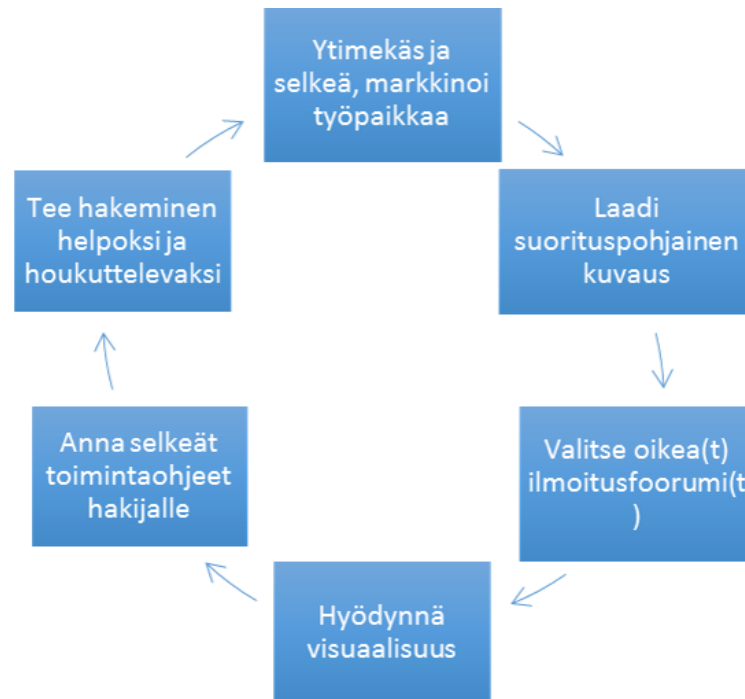 Ytimekäs ja
selkeä, markkinoi
työpaikkaa
Laadi
suorituspohjainen
kuvaus
Valitse oikea(t)
ilmoitusfoorumi(t
)
Hyödynnä
visuaalisuus
Anna selkeät
toimintaohjeet
hakijalle
Tee hakeminen
helpoksi ja
houkuttelevaksi